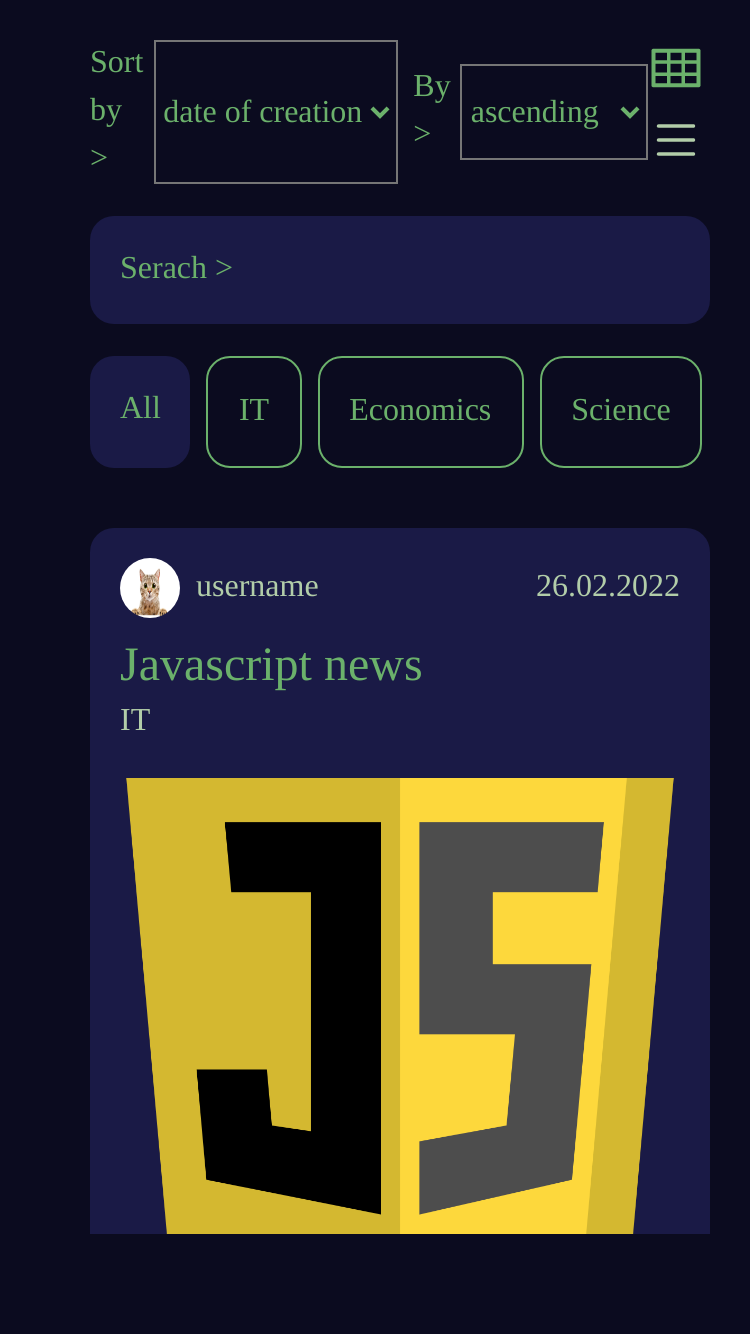 Sort by > date of creation By > ascending
Serach >
All IT Economics Science
username 26.02.2022
Javascript news
IT
JS